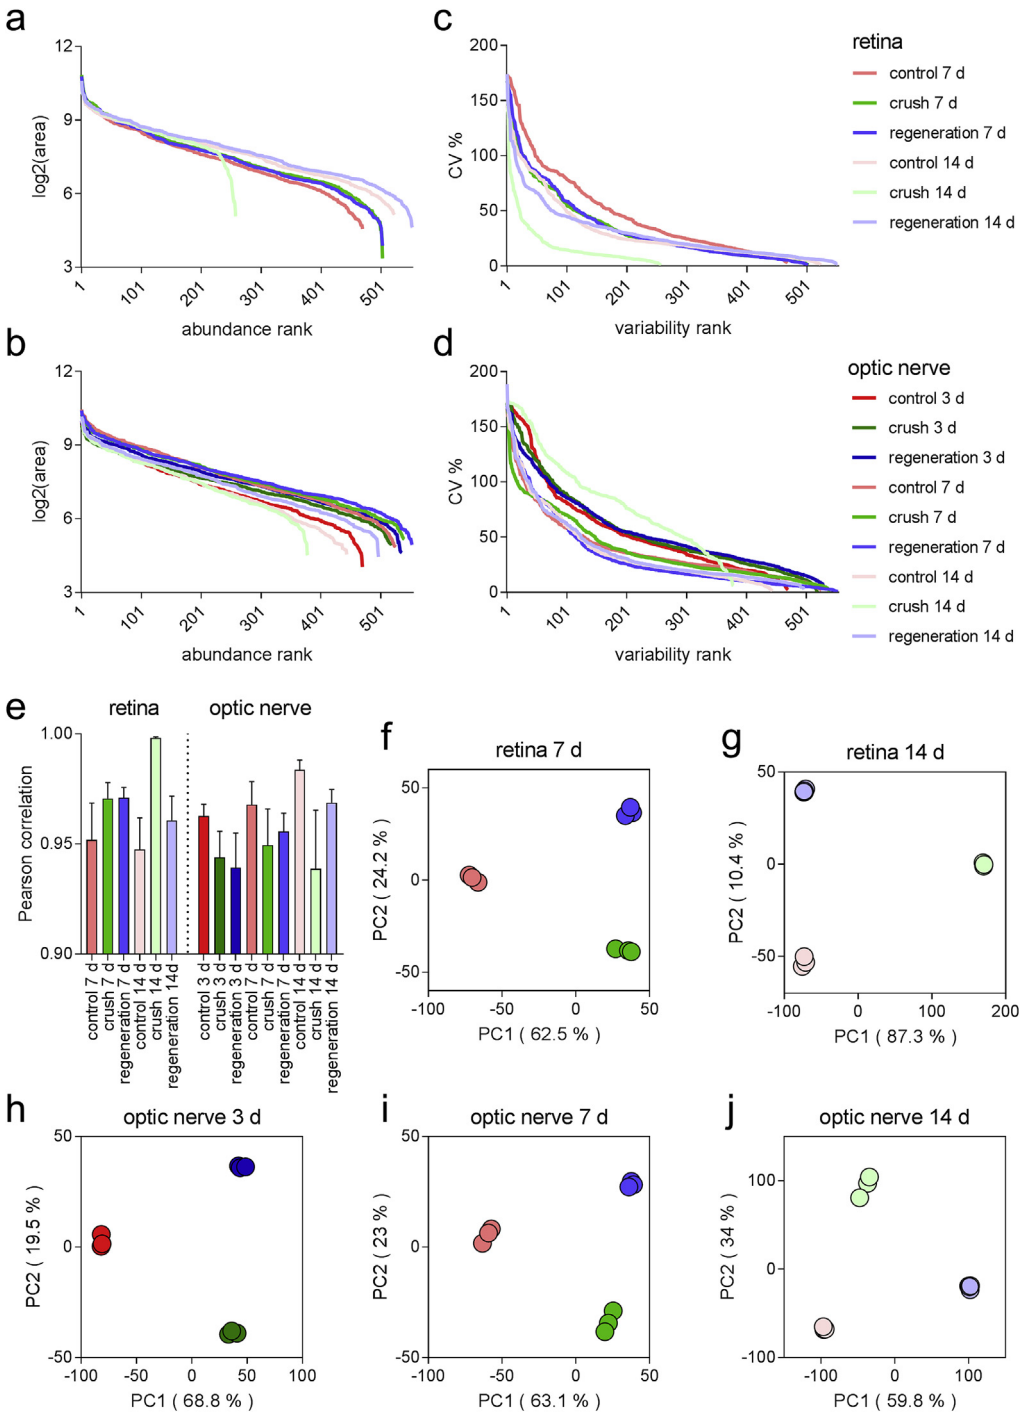 a
12
9
6
3
log2(area)
1
101
201
301
401
501
abundance rank
c
200
150
100
50
0
CV %
1
101
201
301
401
501
variability rank
retina
control 7 d
crush 7 d
regeneration 7 d
control 14 d
crush 14 d
regeneration 14 d
b
12
9
6
3
log2(area)
1
101
201
301
401
501
abundance rank
d
200
150
100
50
0
CV %
1
101
201
301
401
501
variability rank
optic nerve
control 3 d
crush 3 d
regeneration 3 d
control 7 d
crush 7 d
regeneration 7 d
control 14 d
crush 14 d
regeneration 14 d
e
retina
optic nerve
1.00
0.95
0.90
Pearson correlation
control 7 d
crush 7 d
regeneration 7 d
control 14 d
crush 14 d
regeneration 14d
control 3 d
crush 3 d
regeneration 3 d
control 7 d
crush 7 d
regeneration 7 d
control 14 d
crush 14 d
regeneration 14 d
f
retina 7 d
50
0
-50
PC2 ( 24.2 % )
-100
-50
0
50
PC1 ( 62.5 % )
g
retina 14 d
50
0
-50
PC2 ( 10.4 % )
-100
0
100
200
PC1 ( 87.3 % )
h
optic nerve 3 d
50
0
-50
PC2 ( 19.5 % )
-100
-50
0
50
100
PC1 ( 68.8 % )
i
optic nerve 7 d
50
0
-50
PC2 ( 23 % )
-100
-50
0
50
PC1 ( 63.1 % )
j
optic nerve 14 d
100
0
-100
PC2 ( 34 % )
-100
0
100
PC1 ( 59.8 % )